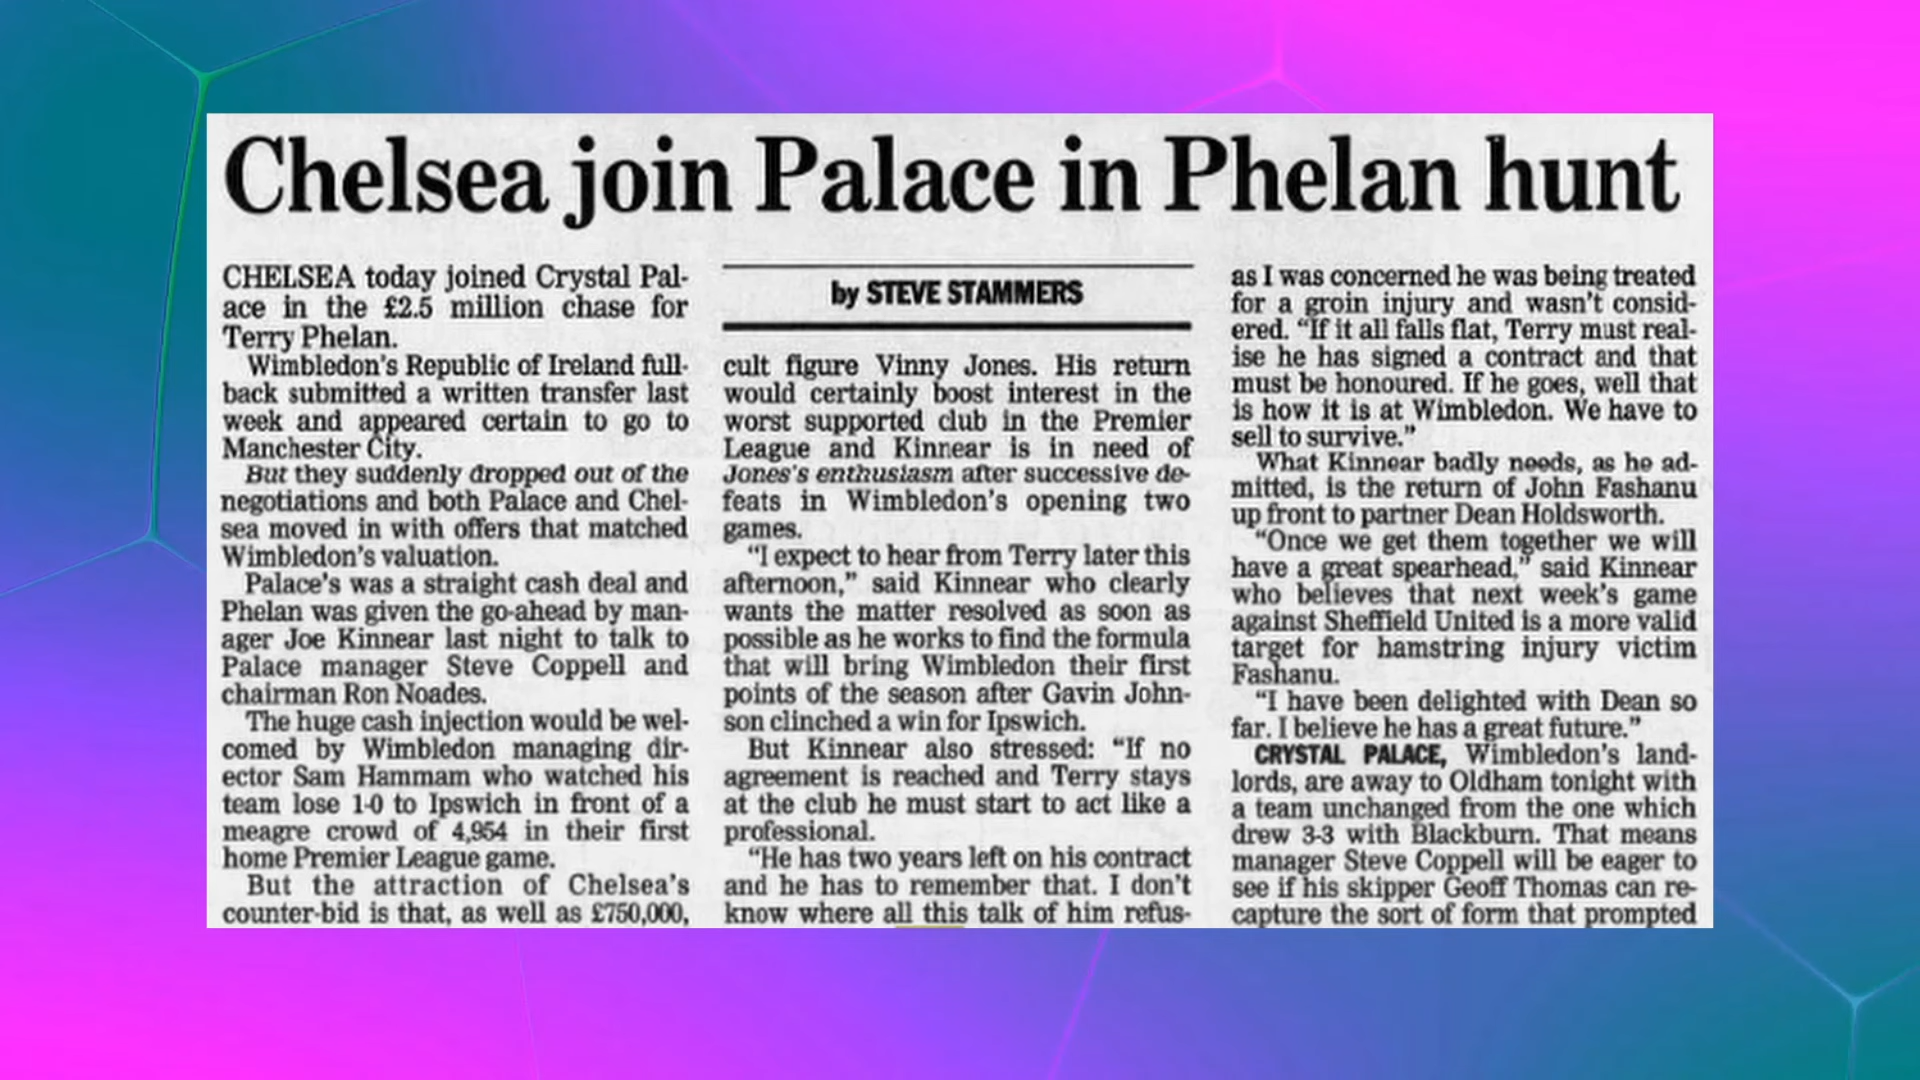 Chelsea join Palace in Phelan hunt
CHELSEA today joined Crystal Pal-
ace in the £2.5 million chase for
Terry Phelan.
Wimbledon's Republic of Ireland full-
back submitted a written transfer last
week and appeared certain to go to
Manchester City.
But they suddenly dropped out of the
negotiations and both Palace and Chel-
sea moved in with offers that matched
Wimbledon's valuation.
Palace's was a straight cash deal and
Phelan was given the go-ahead by man-
ager Joe Kinnear last night to talk to
Palace manager Steve Coppell and
chairman Ron Noades.
The huge cash injection would be wel-
comed by Wimbledon managing dir-
ector Sam Hammam who watched his
team lose 1-0 to Ipswich in front of a
meagre crowd of 4,954 in their first
home Premier League game.
But the attraction of Chelsea's
counter-bid is that, as well as £750,000,
by STEVE STAMMERS
cult figure Vinny Jones. His return
would certainly boost interest in the
worst supported club in the Premier
League and Kinnear is in need of
Jones's enthusiasm after successive de-
feats in Wimbledon's opening two
games.
"I expect to hear from Terry later this
afternoon," said Kinnear who clearly
wants the matter resolved as soon as
possible as he works to find the formula
that will bring Wimbledon their first
points of the season after Gavin John-
son clinched a win for Ipswich.
But Kinnear also stressed: "If no
agreement is reached and Terry stays
at the club he must start to act like a
professional.
"He has two years left on his contract
and he has to remember that. I don't
know where all this talk of him refus-
as I was concerned he was being treated
for a groin injury and wasn't consid-
ered. "If it all falls flat, Terry must real-
ise he has signed a contract and that
must be honoured. If he goes, well that
is how it is at Wimbledon. We have to
sell to survive."
What Kinnear badly needs, as he ad-
mitted, is the return of John Fashanu
up front to partner Dean Holdsworth.
"Once we get them together we will
have a great spearhead," said Kinnear
who believes that next week's game
against Sheffield United is a more valid
target for hamstring injury victim
Fashanu.
"I have been delighted with Dean so
far. I believe he has a great future."
CRYSTAL PALACE, Wimbledon's land-
lords, are away to Oldham tonight with
a team unchanged from the one which
drew 3-3 with Blackburn. That means
manager Steve Coppell will be eager to
see if his skipper Geoff Thomas can re-
capture the sort of form that prompted